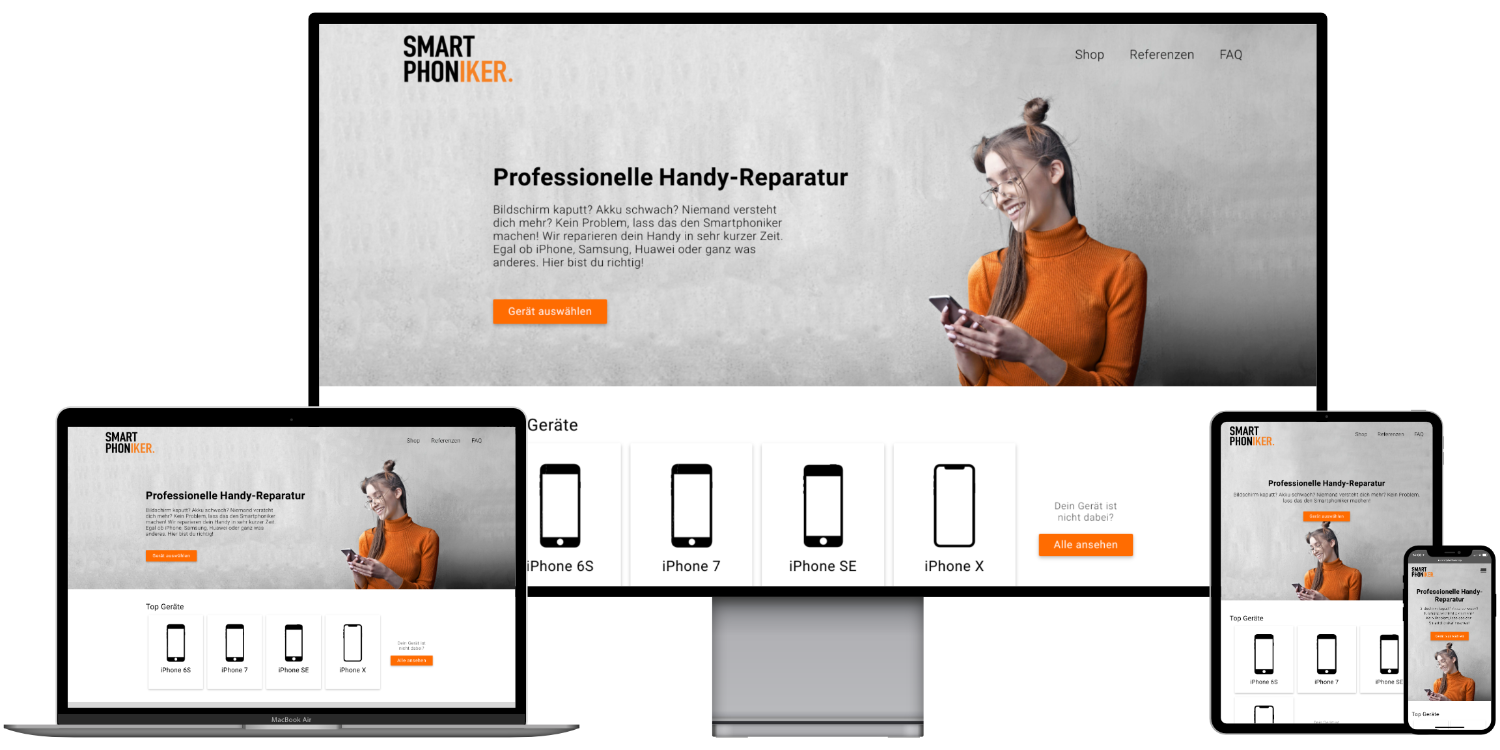 SMART
PHONIKER.
Shop Referenzen FAQ
Professionelle Handy-Reparatur
Bildschirm kaputt? Akku schwach? Niemand versteht
dich mehr? Kein Problem, lass das den Smartphoniker
machen! Wir reparieren dein Handy in sehr kurzer Zeit.
Egal ob iPhone, Samsung, Huawei oder ganz was
anderes. Hier bist du richtig!
Gerät auswählen
Geräte
iPhone 6S
iPhone 7
iPhone SE
iPhone X
Dein Gerät ist
nicht dabei?
Alle ansehen
SMART
PHONIKER.
Shop Referenzen FAQ
Professionelle Handy-Reparatur
Bildschirm kaputt? Akku schwach? Niemand versteht
dich mehr? Kein Problem, lass das den Smartphoniker
machen! Wir reparieren dein Handy in sehr kurzer Zeit.
Egal ob iPhone, Samsung, Huawei oder ganz was
anderes. Hier bist du richtig!
Gerät auswählen
Top Geräte
iPhone 6S
iPhone 7
iPhone SE
iPhone X
Dein Gerät ist
nicht dabei?
Alle ansehen
MacBook Air
SMART
PHONIKER.
Shop Referenzen FAQ
Professionelle Handy-Reparatur
Bildschirm kaputt? Akku schwach? Niemand versteht dich mehr? Kein Problem,
lass das den Smartphoniker machen!
Gerät auswählen
Top Geräte
iPhone 6S
iPhone 7
iPhone SE
SMART
PHONIKER.
Professionelle Handy-
Reparatur
Top Geräte